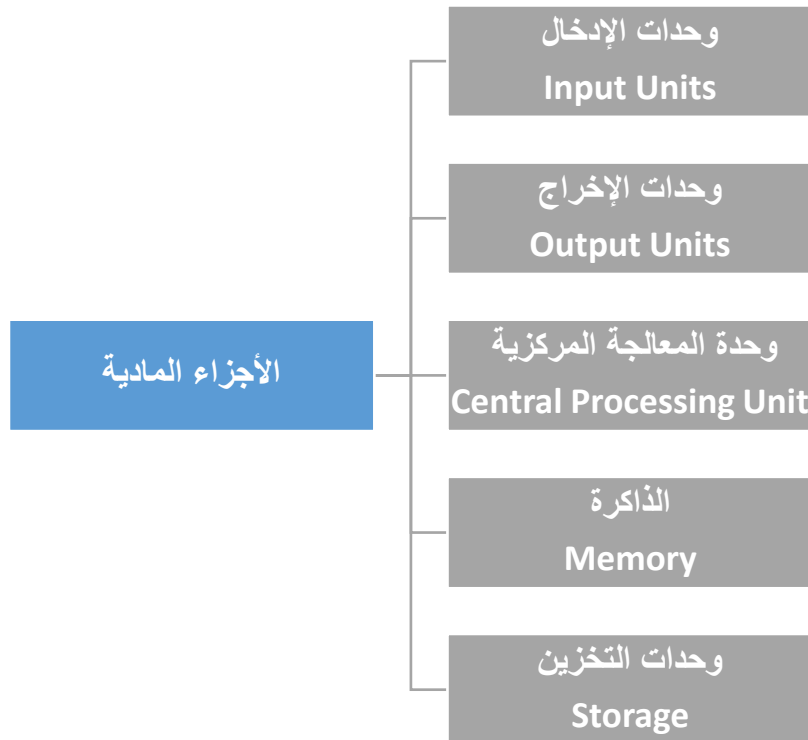 الأجزاء المادية
وحدات الإدخال
Input Units
وحدات الإخراج
Output Units
وحدة المعالجة المركزية
Central Processing Unit
الذاكرة
Memory
وحدات التخزين
Storage